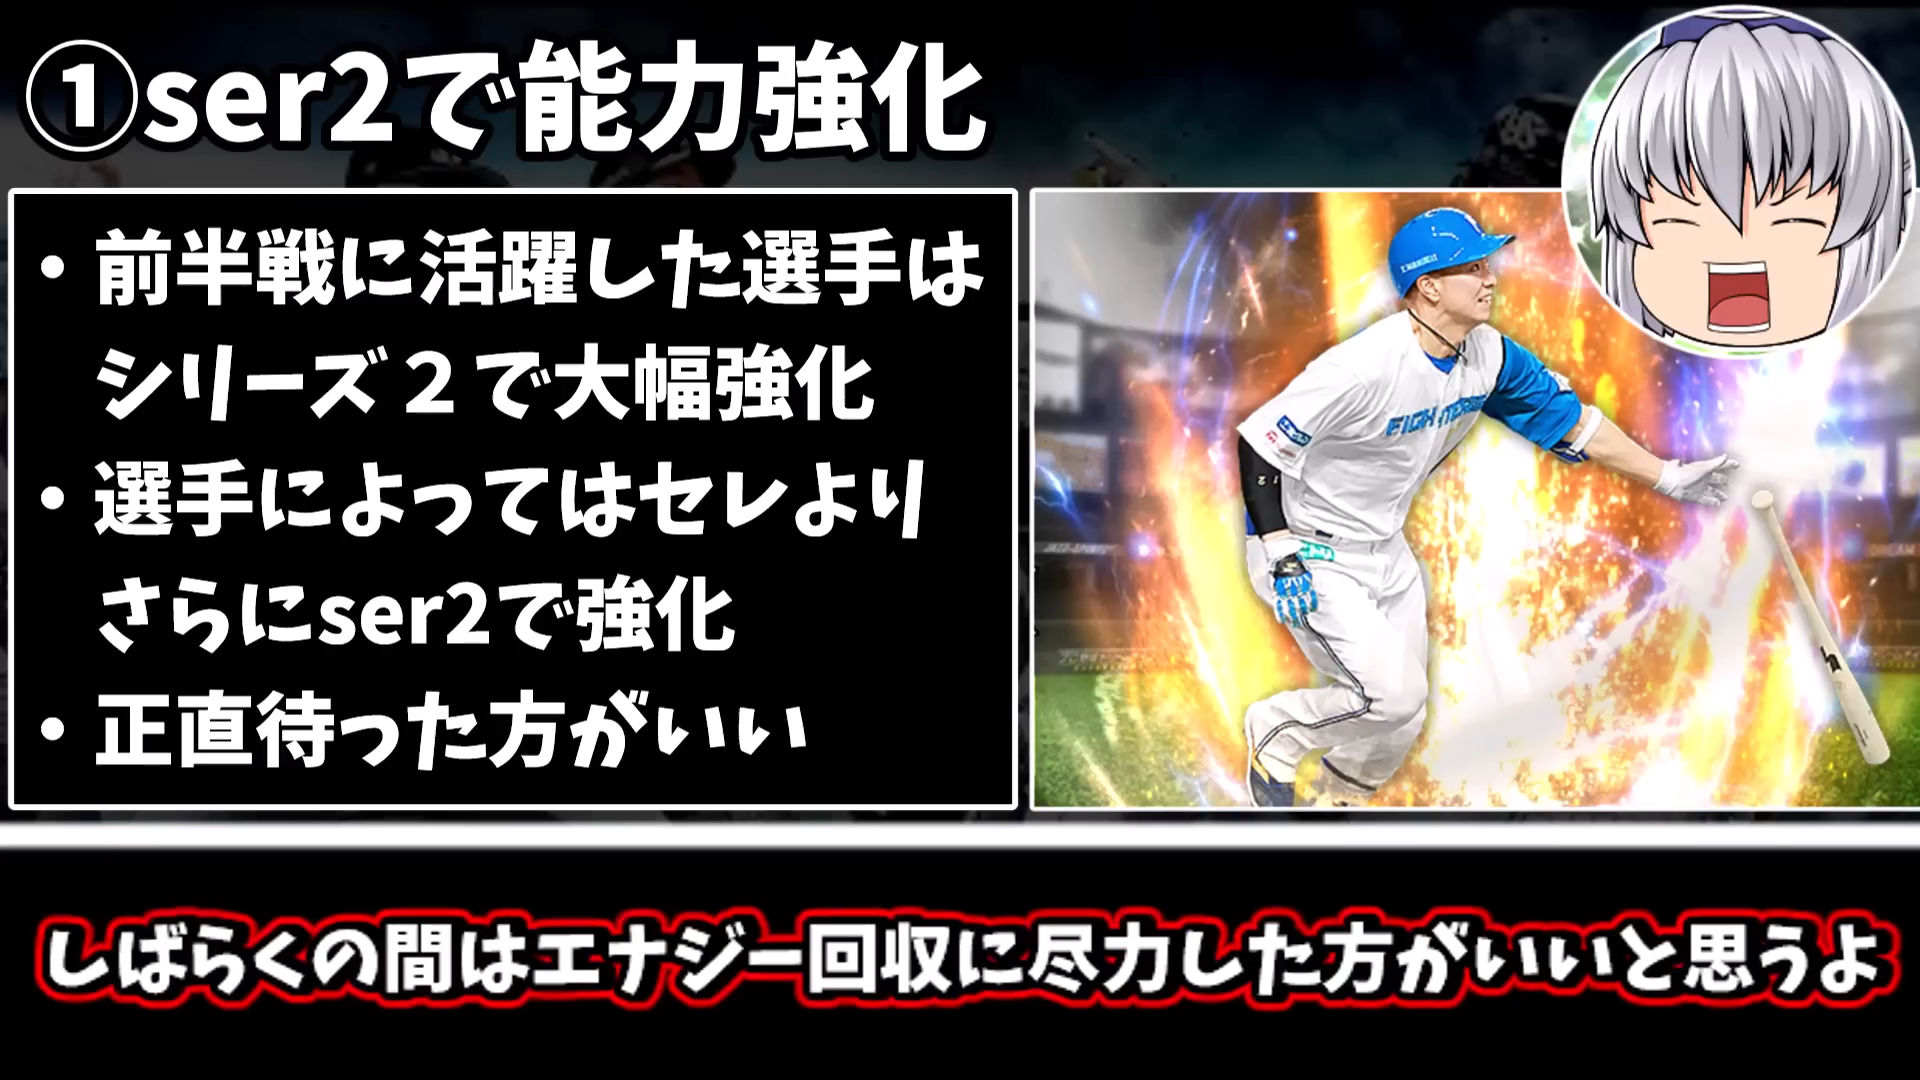 ①ser2で能力強化
・前半戦に活躍した選手は
シリーズ２で大幅強化
・選手によってはセレより
さらにser2で強化
・正直待った方がいい
しばらくの間はエナジー回収に尽力した方がいいと思うよ